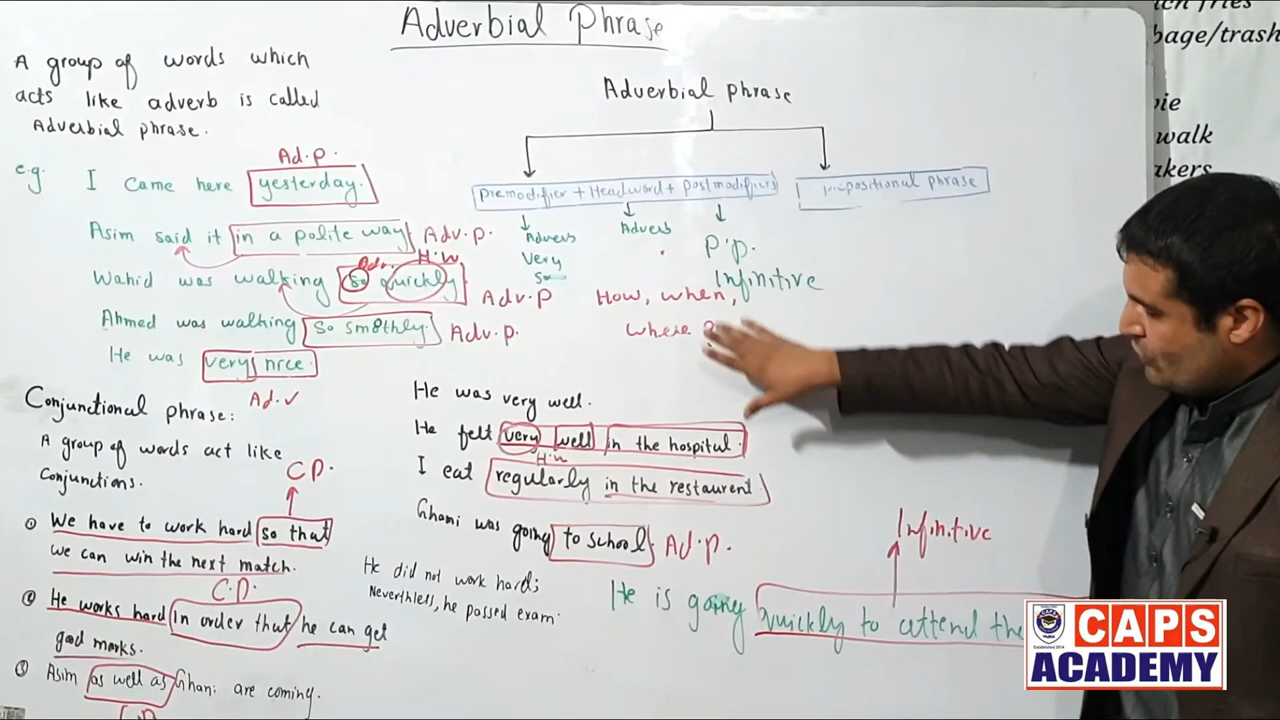 Adverbial Phrase
A group of words which
acts like adverb is called
Adverbial phrase.
e.g.
Ad.p.
I came here yesterday.
Asim said it in a polite way Adv.p.
Adv. H.W
Wahid was walking so quickly Adv.p
Ahmed was walking so smothly. Adv.p.
He was very nice
Ad.
Adverbial phrase
Premodifier + Headword + Postmodifiers
Prepositional phrase
Adverb
Very
So
Adverb
P.p.
Infinitive
How, when,
where ?
Conjunctional phrase:
A group of words act like
Conjunctions.
C.P.
① We have to work hard so that
we can win the next match.
C.P.
② He works hard in order that he can get
good marks.
③ Asim as well as Ghani are coming.
C.P
He was very well.
He felt very well in the hospital.
H.W
I eat regularly in the restaurent
Ghani was going to school Ad.p.
He did not work hard;
Neverthless, he passed exam.
Infinitive
He is going quickly to attend the
bage/trash
walk
akers
CAPS
ACADEMY